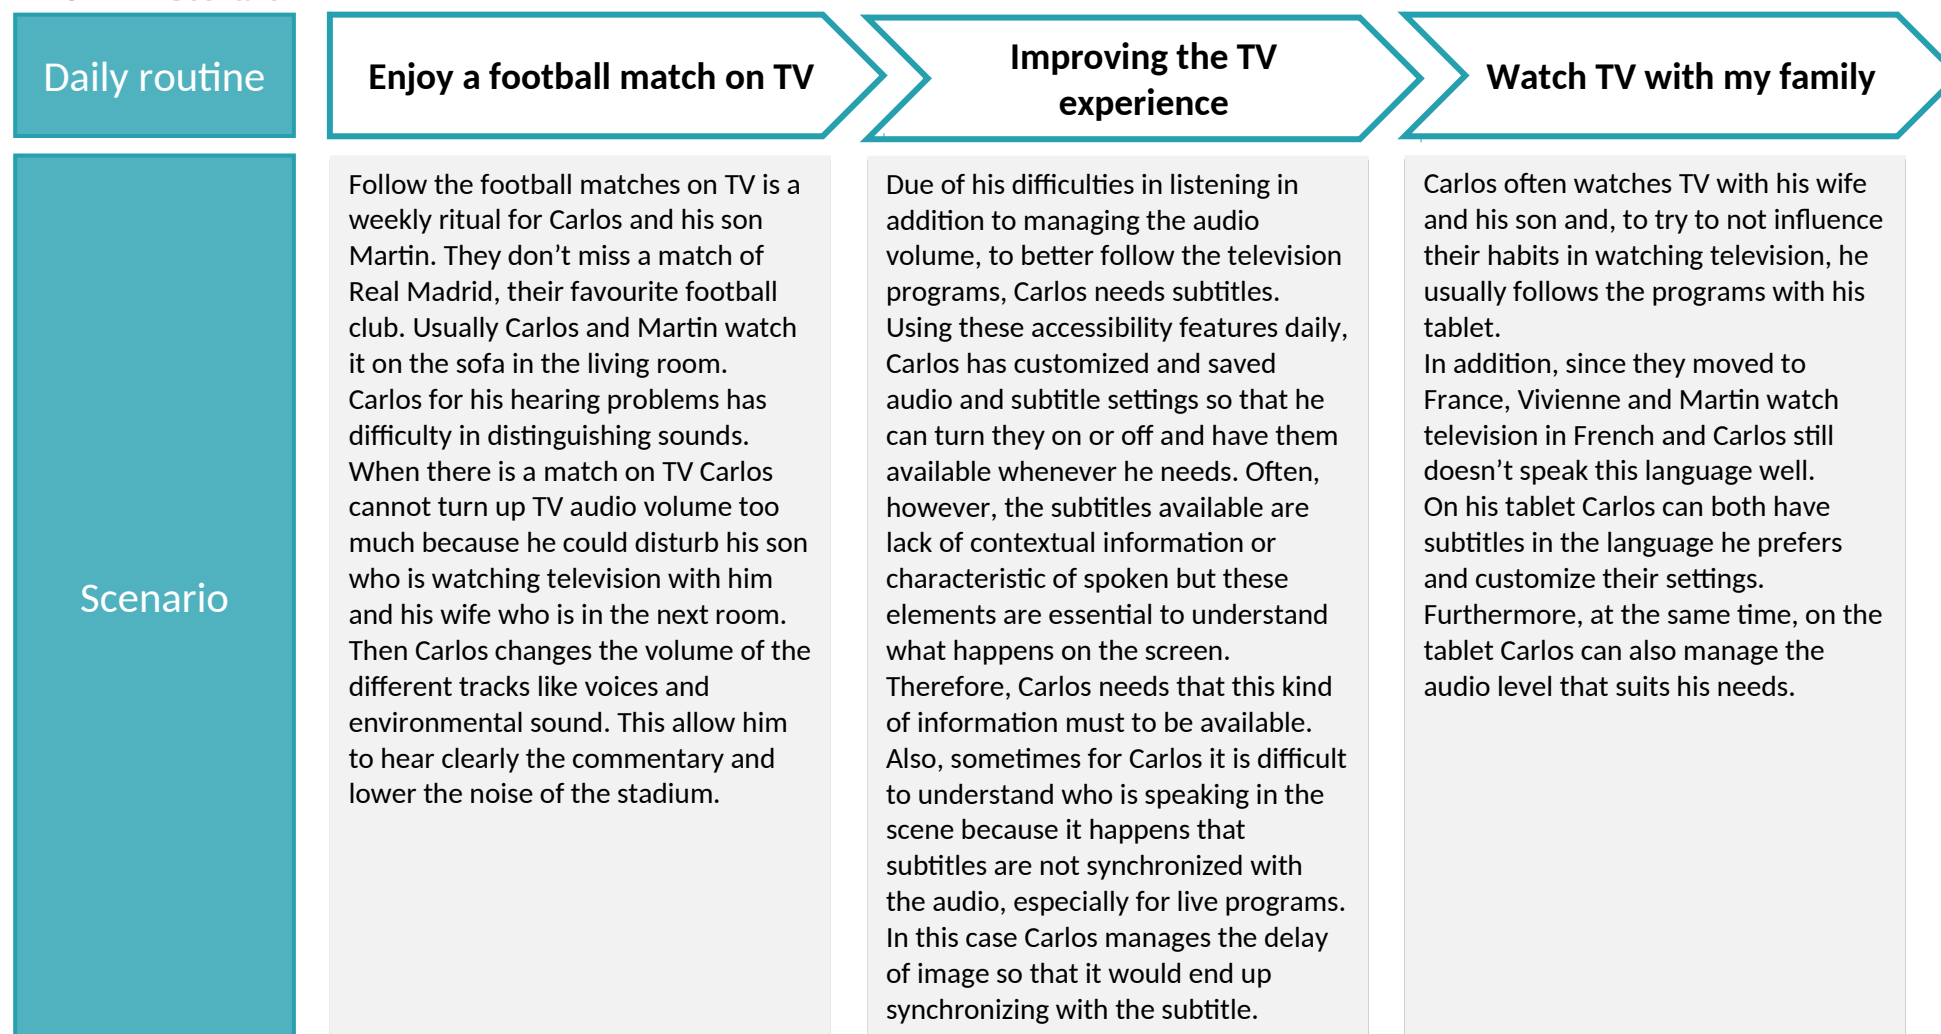 Daily routine
Enjoy a football match on TV
Improving the TV
experience
Watch TV with my family
Scenario
Follow the football matches on TV is a
weekly ritual for Carlos and his son
Martin. They don’t miss a match of
Real Madrid, their favourite football
club. Usually Carlos and Martin watch
it on the sofa in the living room.
Carlos for his hearing problems has
difficulty in distinguishing sounds.
When there is a match on TV Carlos
cannot turn up TV audio volume too
much because he could disturb his son
who is watching television with him
and his wife who is in the next room.
Then Carlos changes the volume of the
different tracks like voices and
environmental sound. This allow him
to hear clearly the commentary and
lower the noise of the stadium.
Due of his difficulties in listening in
addition to managing the audio
volume, to better follow the television
programs, Carlos needs subtitles.
Using these accessibility features daily,
Carlos has customized and saved
audio and subtitle settings so that he
can turn they on or off and have them
available whenever he needs. Often,
however, the subtitles available are
lack of contextual information or
characteristic of spoken but these
elements are essential to understand
what happens on the screen.
Therefore, Carlos needs that this kind
of information must to be available.
Also, sometimes for Carlos it is difficult
to understand who is speaking in the
scene because it happens that
subtitles are not synchronized with
the audio, especially for live programs.
In this case Carlos manages the delay
of image so that it would end up
synchronizing with the subtitle.
Carlos often watches TV with his wife
and his son and, to try to not influence
their habits in watching television, he
usually follows the programs with his
tablet.
In addition, since they moved to
France, Vivienne and Martin watch
television in French and Carlos still
doesn’t speak this language well.
On his tablet Carlos can both have
subtitles in the language he prefers
and customize their settings.
Furthermore, at the same time, on the
tablet Carlos can also manage the
audio level that suits his needs.